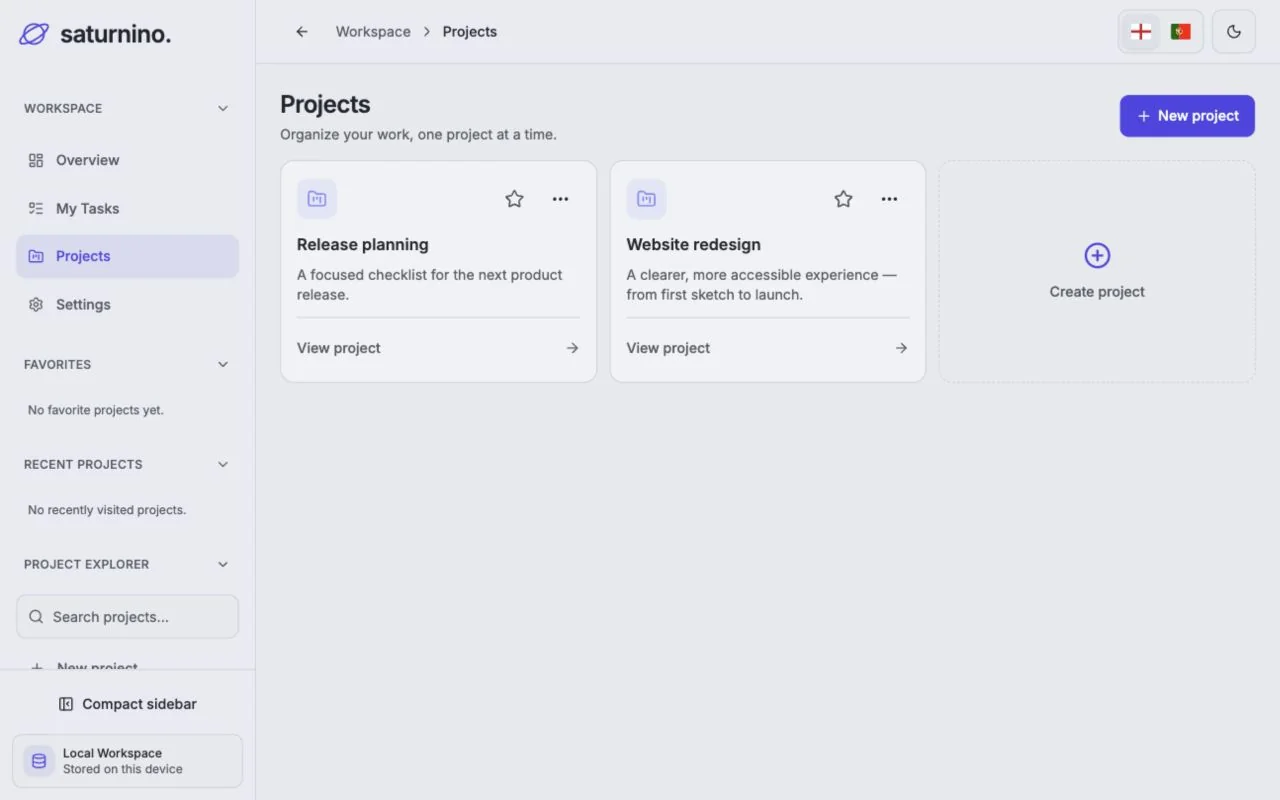 saturnino.
WORKSPACE
Overview
My Tasks
Projects
Settings
FAVORITES
No favorite projects yet.
RECENT PROJECTS
No recently visited projects.
PROJECT EXPLORER
Search projects...
New project
Compact sidebar
Local Workspace
Stored on this device
Workspace > Projects
Projects
Organize your work, one project at a time.
+ New project
Release planning
A focused checklist for the next product
release.
View project
Website redesign
A clearer, more accessible experience —
from first sketch to launch.
View project
Create project